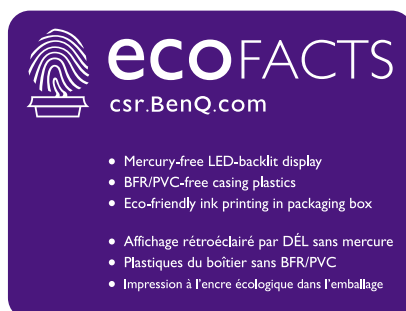 ecoFACTS
csr.BenQ.com
• Mercury-free LED-backlit display
• BFR/PVC-free casing plastics
• Eco-friendly ink printing in packaging box
• Affichage rétroéclairé par DÉL sans mercure
• Plastiques du boîtier sans BFR/PVC
• Impression à l'encre écologique dans l'emballage